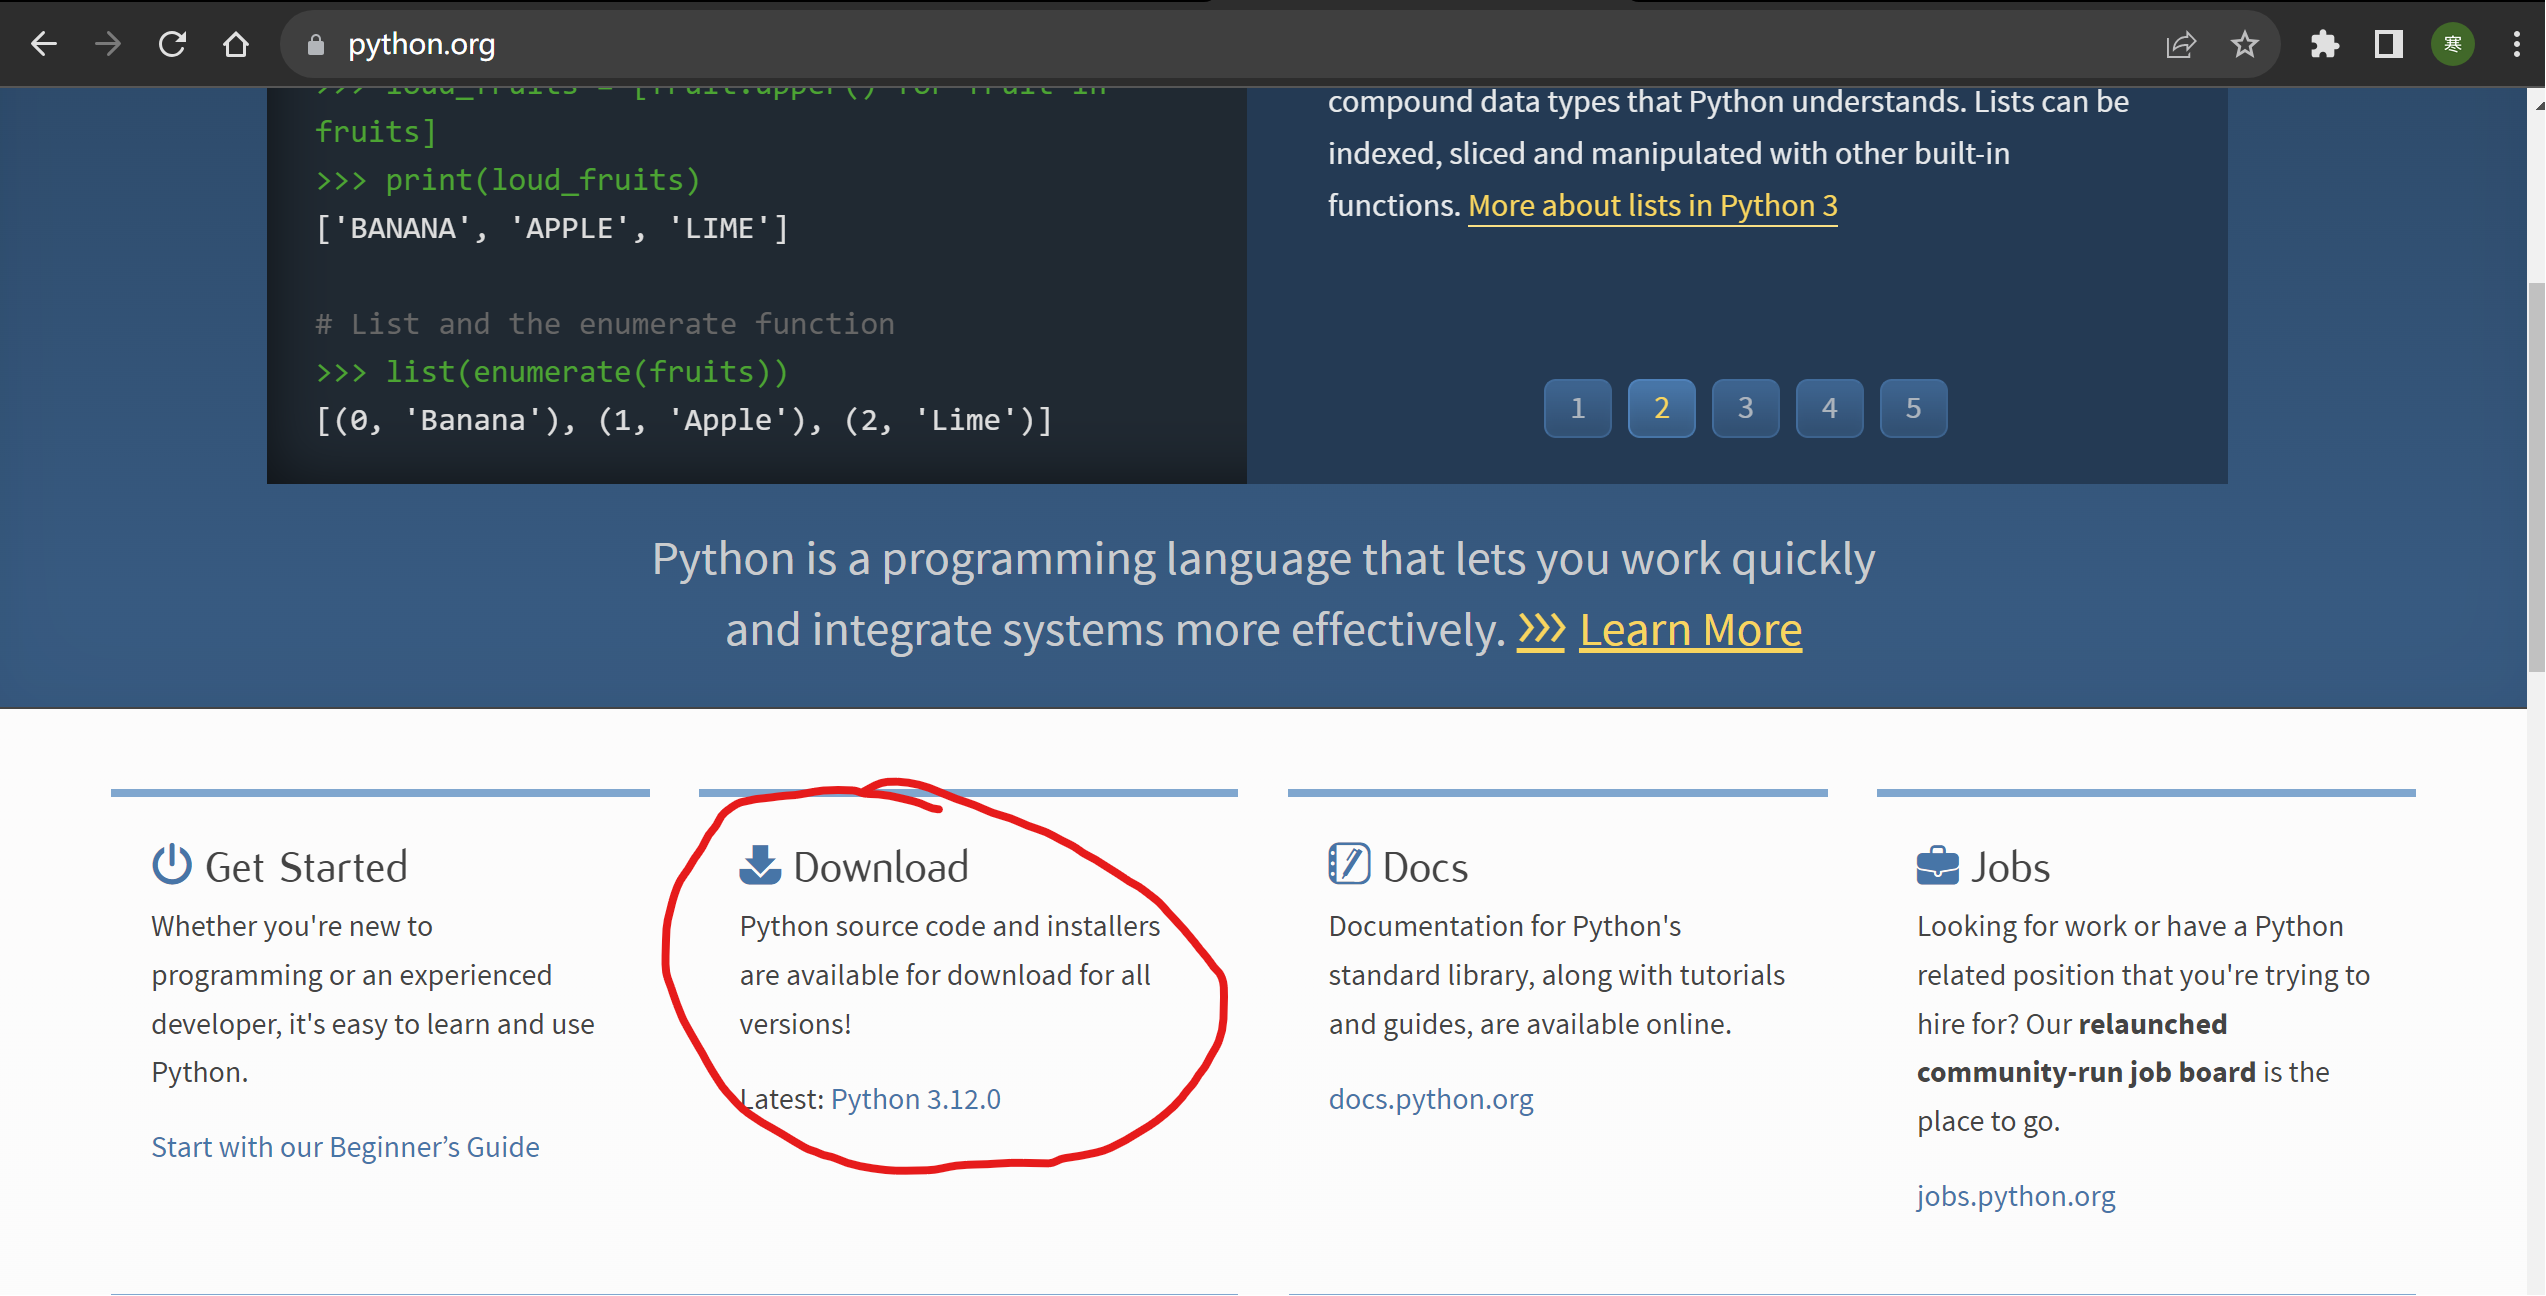 python.org
寒
>>> loud_fruits = [fruit.upper() for fruit in
fruits]
>>> print(loud_fruits)
['BANANA', 'APPLE', 'LIME']
# List and the enumerate function
>>> list(enumerate(fruits))
[(0, 'Banana'), (1, 'Apple'), (2, 'Lime')]
compound data types that Python understands. Lists can be
indexed, sliced and manipulated with other built-in
functions. More about lists in Python 3
1 2 3 4 5
Python is a programming language that lets you work quickly
and integrate systems more effectively. >>> Learn More
Get Started
Whether you're new to
programming or an experienced
developer, it's easy to learn and use
Python.
Start with our Beginner’s Guide
Download
Python source code and installers
are available for download for all
versions!
Latest: Python 3.12.0
Docs
Documentation for Python's
standard library, along with tutorials
and guides, are available online.
docs.python.org
Jobs
Looking for work or have a Python
related position that you're trying to
hire for? Our relaunched
community-run job board is the
place to go.
jobs.python.org